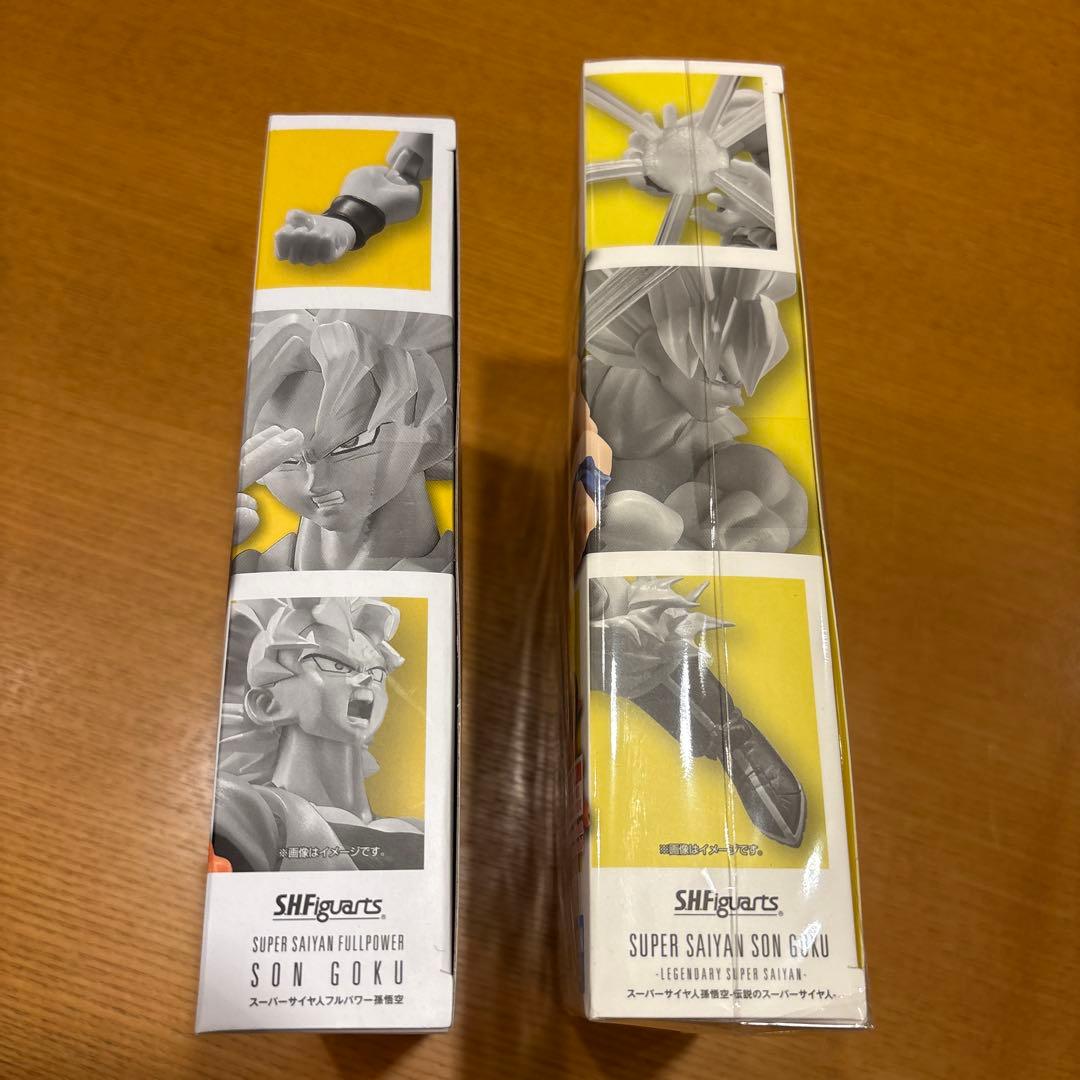 ※画像はイメージです。
S.H.Figuarts®
SUPER SAIYAN FULLPOWER
SON GOKU
スーパーサイヤ人フルパワー孫悟空
※画像はイメージです。
S.H.Figuarts®
SUPER SAIYAN SON GOKU
-LEGENDARY SUPER SAIYAN-
スーパーサイヤ人孫悟空-伝説のスーパーサイヤ人-